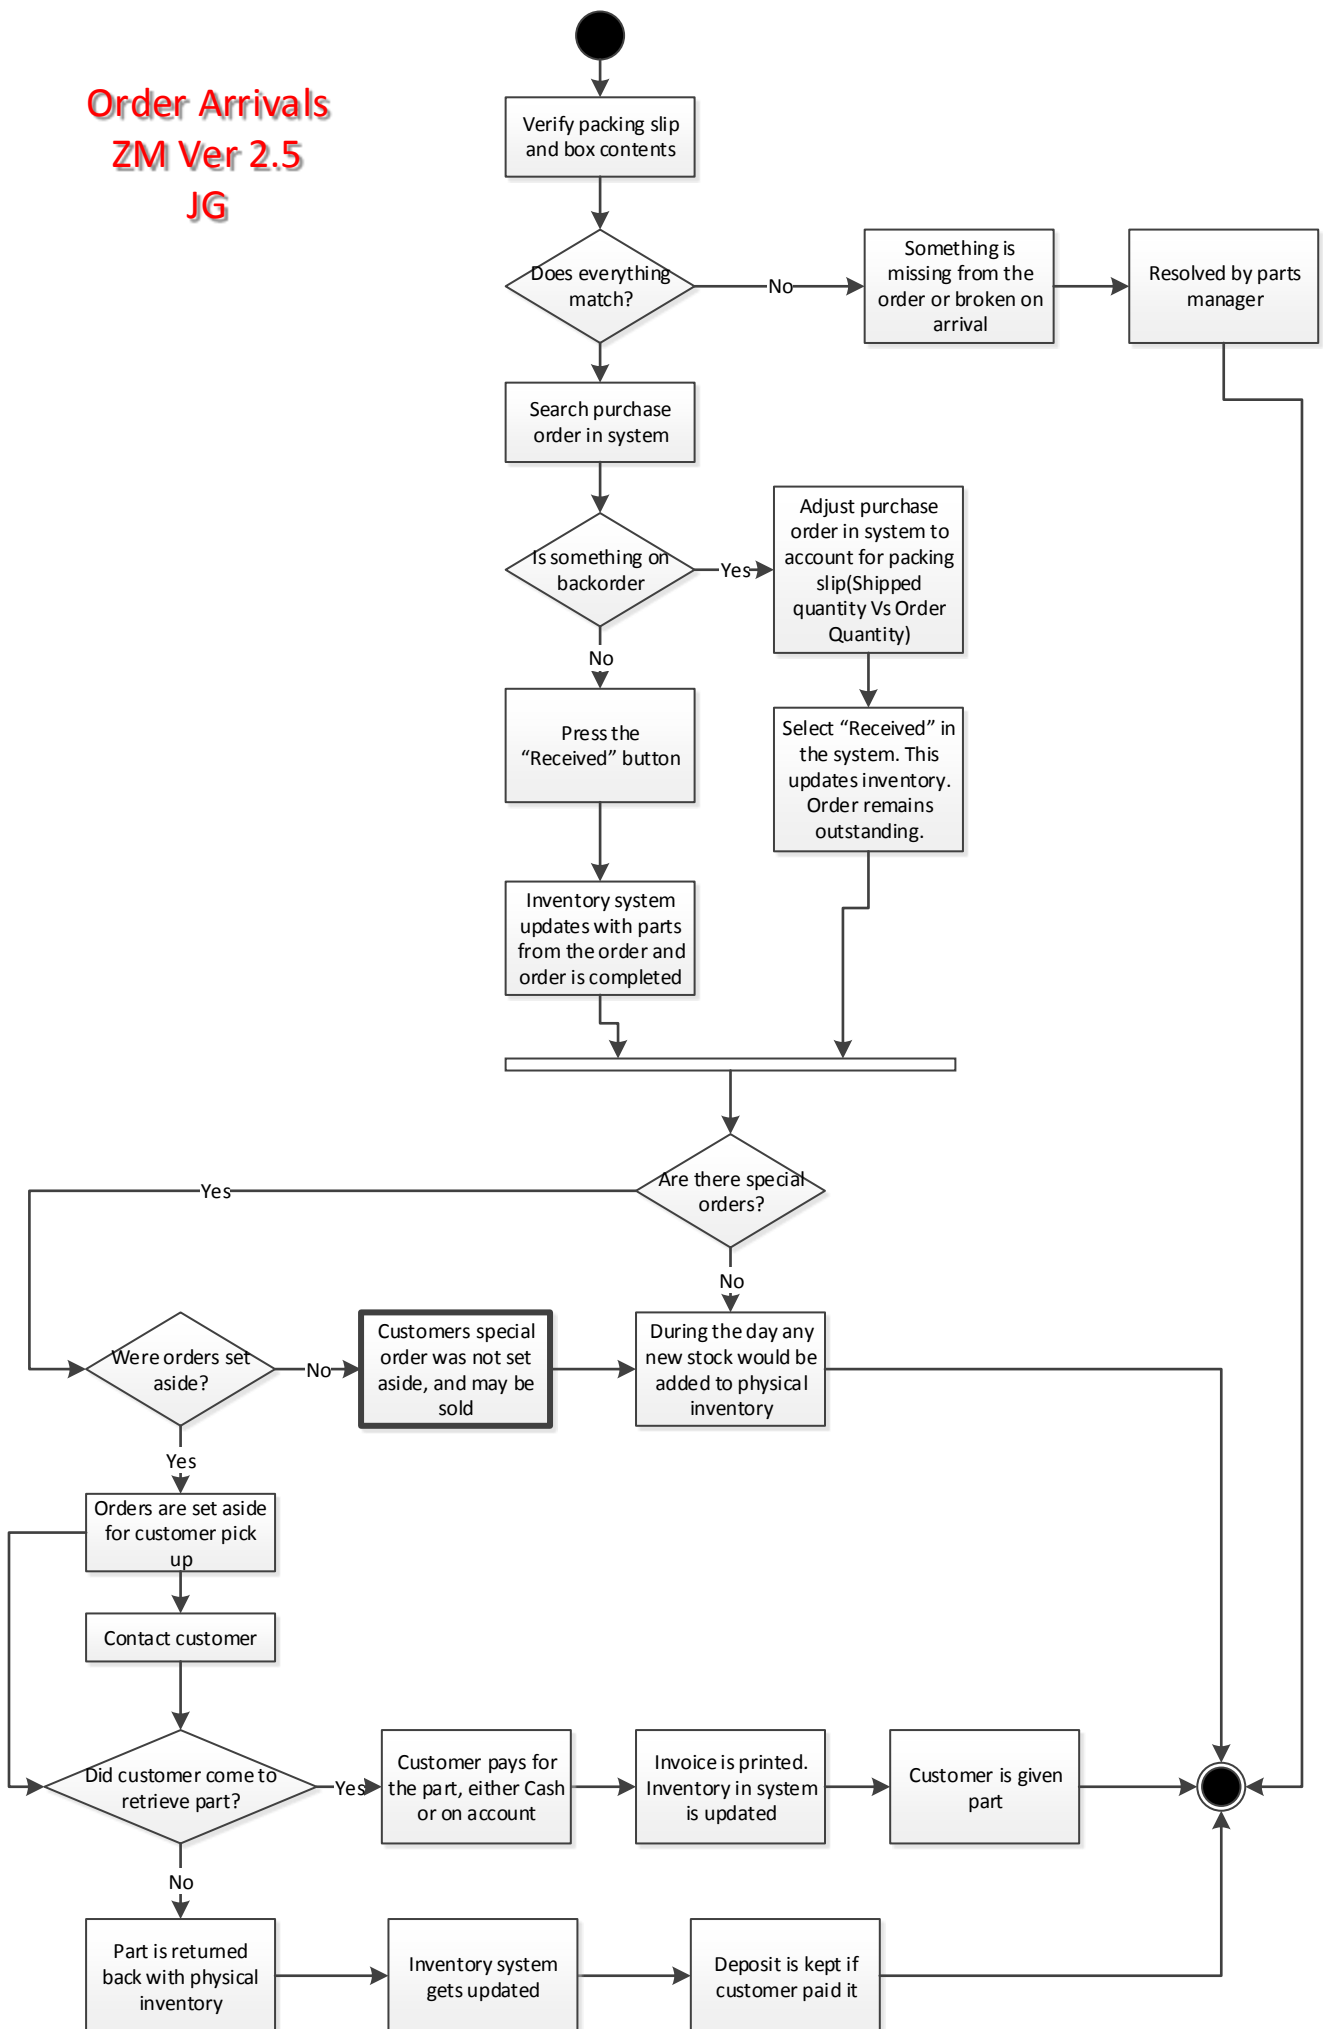 Order Arrivals
ZM Ver 2.5
JG
Verify packing slip
and box contents
Does everything
match?
No
Something is
missing from the
order or broken on
arrival
Resolved by parts
manager
Search purchase
order in system
Is something on
backorder
Yes
Adjust purchase
order in system to
account for packing
slip(Shipped
quantity Vs Order
Quantity)
No
Press the
“Received” button
Select “Received” in
the system. This
updates inventory.
Order remains
outstanding.
Inventory system
updates with parts
from the order and
order is completed
Are there special
orders?
Yes
No
Were orders set
aside?
No
Customers special
order was not set
aside, and may be
sold
During the day any
new stock would be
added to physical
inventory
Yes
Orders are set aside
for customer pick
up
Contact customer
Did customer come to
retrieve part?
Yes
Customer pays for
the part, either Cash
or on account
Invoice is printed.
Inventory in system
is updated
Customer is given
part
No
Part is returned
back with physical
inventory
Inventory system
gets updated
Deposit is kept if
customer paid it